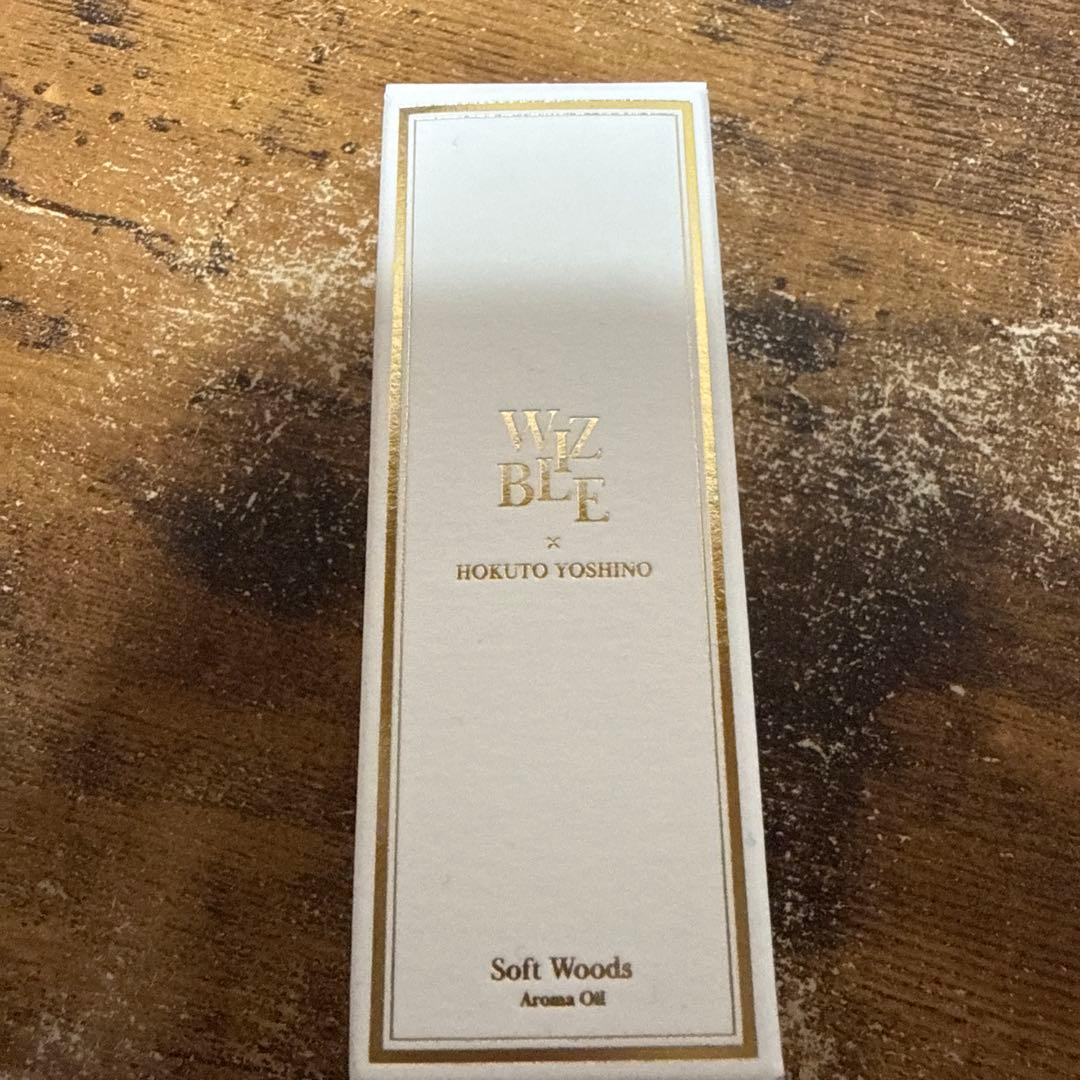 WIZ
BLE
×
HOKUTO YOSHINO
Soft Woods
Aroma Oil